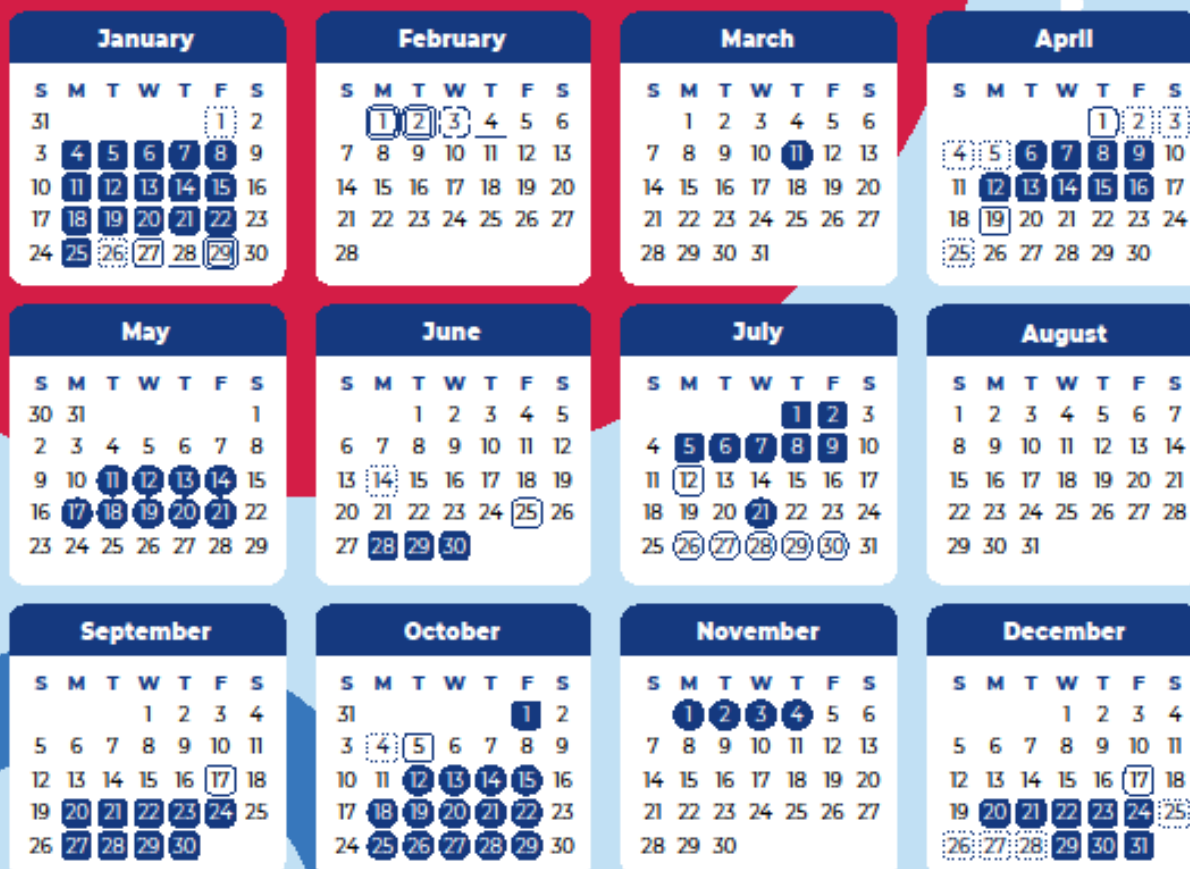 January
S M T W T F S
31 1 2
3 4 5 6 7 8 9
10 11 12 13 14 15 16
17 18 19 20 21 22 23
24 25 26 27 28 29 30
February
S M T W T F S
1 2 3 4 5 6
7 8 9 10 11 12 13
14 15 16 17 18 19 20
21 22 23 24 25 26 27
28
March
S M T W T F S
1 2 3 4 5 6
7 8 9 10 11 12 13
14 15 16 17 18 19 20
21 22 23 24 25 26 27
28 29 30 31
April
S M T W T F S
1 2 3
4 5 6 7 8 9 10
11 12 13 14 15 16 17
18 19 20 21 22 23 24
25 26 27 28 29 30
May
S M T W T F S
30 31 1
2 3 4 5 6 7 8
9 10 11 12 13 14 15
16 17 18 19 20 21 22
23 24 25 26 27 28 29
June
S M T W T F S
1 2 3 4 5
6 7 8 9 10 11 12
13 14 15 16 17 18 19
20 21 22 23 24 25 26
27 28 29 30
July
S M T W T F S
1 2 3
4 5 6 7 8 9 10
11 12 13 14 15 16 17
18 19 20 21 22 23 24
25 26 27 28 29 30 31
August
S M T W T F S
1 2 3 4 5 6 7
8 9 10 11 12 13 14
15 16 17 18 19 20 21
22 23 24 25 26 27 28
29 30 31
September
S M T W T F S
1 2 3 4
5 6 7 8 9 10 11
12 13 14 15 16 17 18
19 20 21 22 23 24 25
26 27 28 29 30
October
S M T W T F S
31 1 2
3 4 5 6 7 8 9
10 11 12 13 14 15 16
17 18 19 20 21 22 23
24 25 26 27 28 29 30
November
S M T W T F S
1 2 3 4 5 6
7 8 9 10 11 12 13
14 15 16 17 18 19 20
21 22 23 24 25 26 27
28 29 30
December
S M T W T F S
1 2 3 4
5 6 7 8 9 10 11
12 13 14 15 16 17 18
19 20 21 22 23 24 25
26 27 28 29 30 31